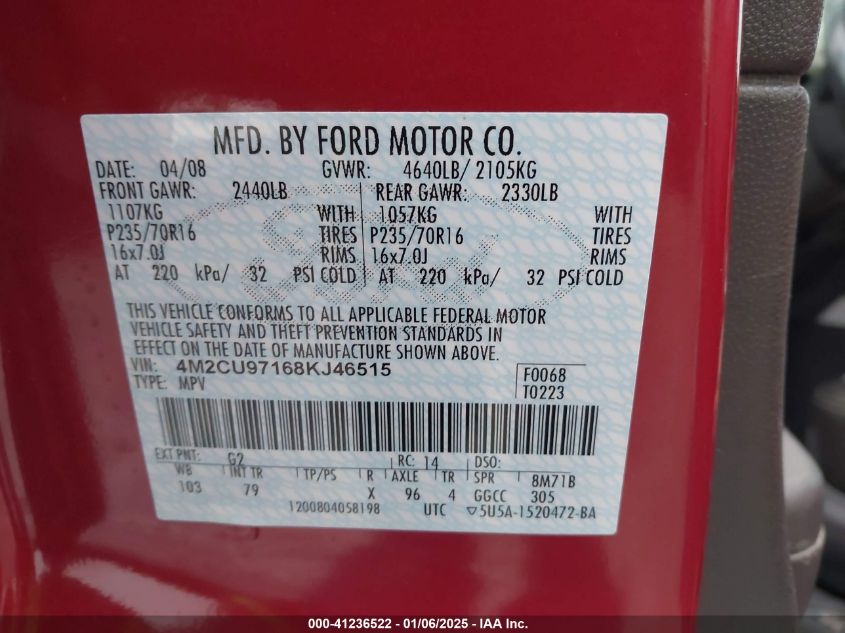 MFD. BY FORD MOTOR CO.
DATE: 04/08 GVWR: 4640LB/ 2105KG
FRONT GAWR: 2440LB REAR GAWR: 2330LB
1107KG WITH 1057KG WITH
P235/70R16 TIRES P235/70R16 TIRES
16x7.0J RIMS 16x7.0J RIMS
AT 220 kPa/ 32 PSI COLD AT 220 kPa/ 32 PSI COLD
THIS VEHICLE CONFORMS TO ALL APPLICABLE FEDERAL MOTOR
VEHICLE SAFETY AND THEFT PREVENTION STANDARDS IN
EFFECT ON THE DATE OF MANUFACTURE SHOWN ABOVE.
VIN: 4M2CU97168KJ46515 F0068
TYPE: MPV T0223
EXT PNT: G2 RC: 14 DSO:
WB INT TR TP/PS R AXLE TR SPR 8M71B
103 79 X 96 4 GGCC 305
1200804058198 UTC ▽5U5A-1520472-BA
000-41236522 — 01/06/2025 - IAA Inc.